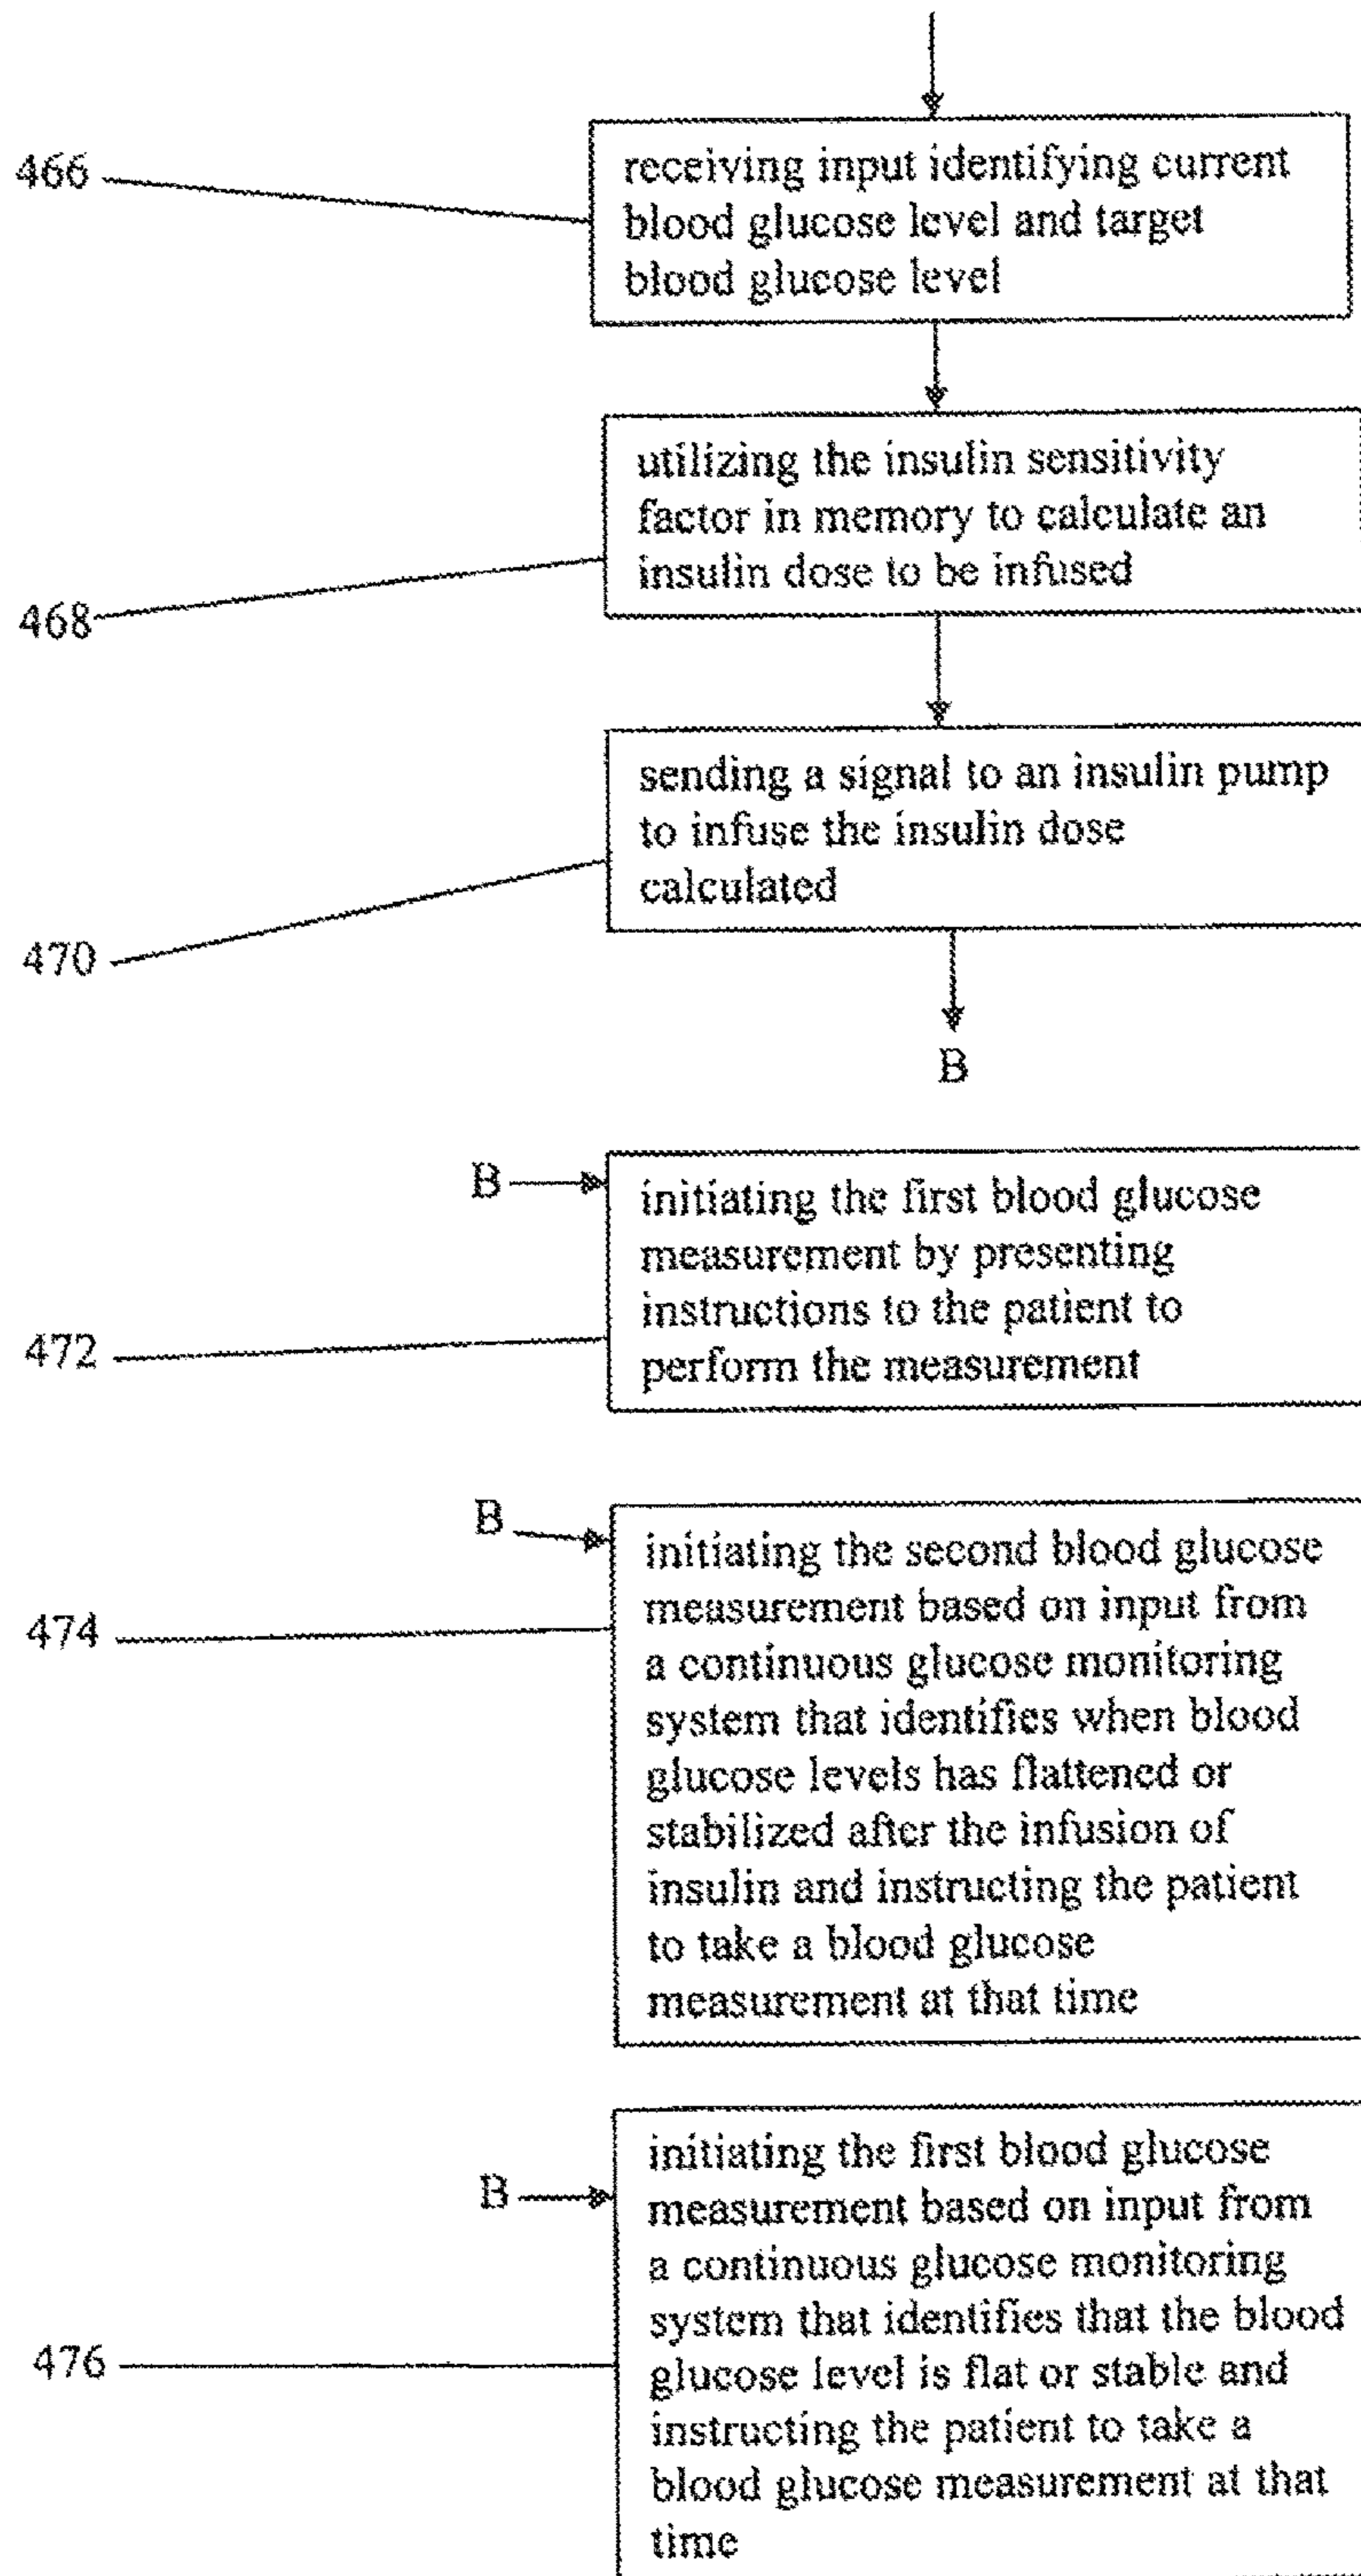 466
receiving input identifying current
blood glucose level and target
blood glucose level
utilizing the insulin sensitivity
factor in memory to calculate an
insulin dose to be infused
468
sending a signal to an insulin pump
to infuse the insulin dose
calculated
470
B
B
initiating the first blood glucose
measurement by presenting
instructions to the patient to
perform the measurement
472
B
initiating the second blood glucose
measurement based on input from
a continuous glucose monitoring
system that identifies when blood
glucose levels has flattened or
stabilized after the infusion of
insulin and instructing the patient
to take a blood glucose
measurement at that time
474
B
initiating the first blood glucose
measurement based on input from
a continuous glucose monitoring
system that identifies that the blood
glucose level is flat or stable and
instructing the patient to take a
blood glucose measurement at that
time
476